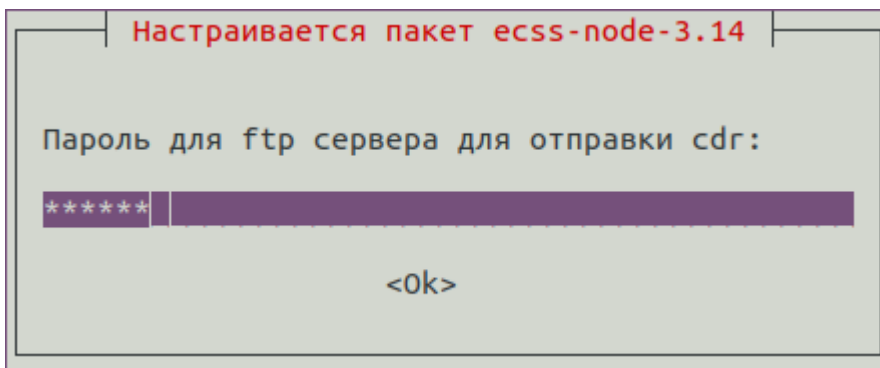 Настраивается пакет ecss-node-3.14
Пароль для ftp сервера для отправки cdr:
******
<Ok>